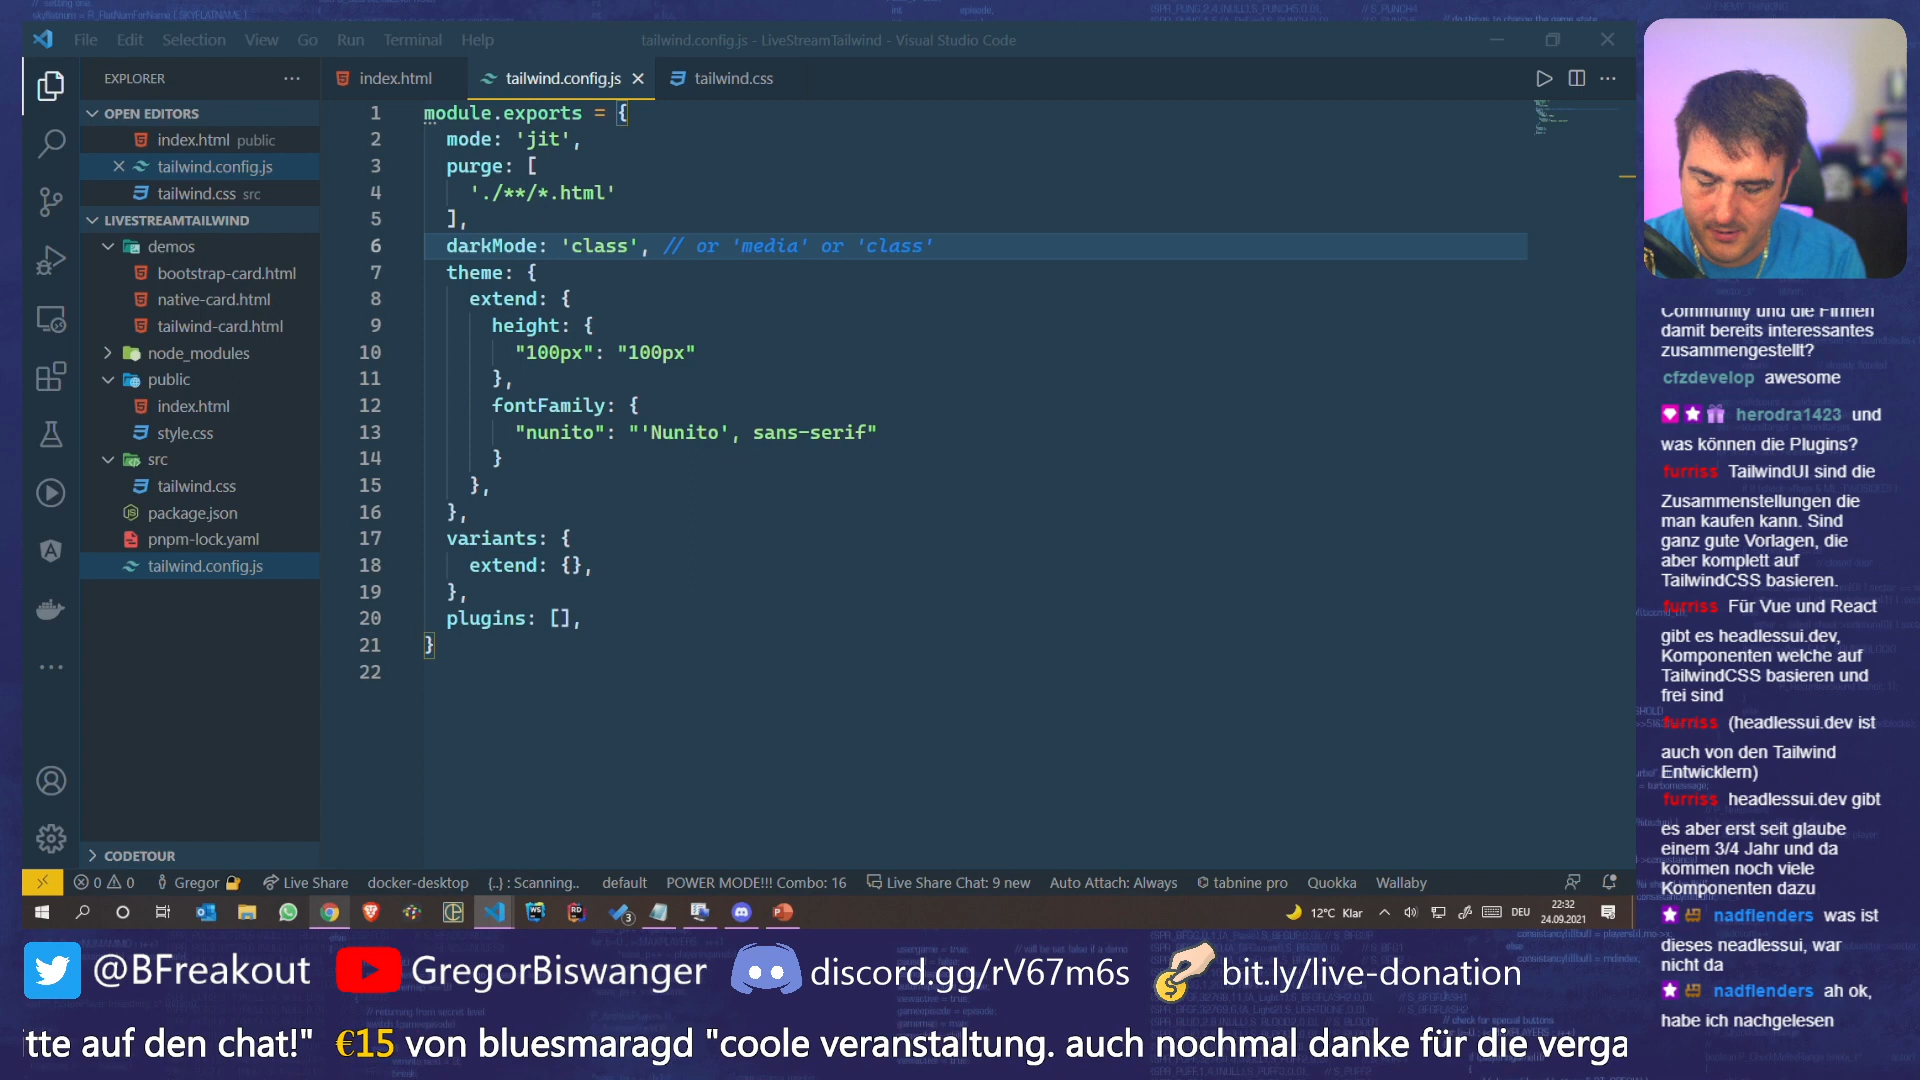 File Edit Selection View Go Run Terminal Help
tailwind.config.js - LiveStreamTailwind - Visual Studio Code
EXPLORER
index.html
tailwind.config.js
tailwind.css
OPEN EDITORS
index.html public
tailwind.config.js
tailwind.css src
LIVESTREAMTAILWIND
demos
bootstrap-card.html
native-card.html
tailwind-card.html
node_modules
public
index.html
style.css
src
tailwind.css
package.json
pnpm-lock.yaml
tailwind.config.js
CODETOUR
1 module.exports = {
2 mode: 'jit',
3 purge: [
4 './**/*.html'
5 ],
6 darkMode: 'class', // or 'media' or 'class'
7 theme: {
8 extend: {
9 height: {
10 "100px": "100px"
11 },
12 fontFamily: {
13 "nunito": "'Nunito', sans-serif"
14 }
15 },
16 },
17 variants: {
18 extend: {},
19 },
20 plugins: [],
21 }
22
0 0 Gregor Live Share docker-desktop {..} : Scanning.. default POWER MODE!!! Combo: 16 Live Share Chat: 9 new Auto Attach: Always tabnine pro Quokka Wallaby
3
12°C Klar
DEU
22:32
24.09.2021
Community und die Firmen
damit bereits interessantes
zusammengestellt?
cfzdevelop awesome
herodra1423 und
was können die Plugins?
furriss TailwindUI sind die
Zusammenstellungen die
man kaufen kann. Sind
ganz gute Vorlagen, die
aber komplett auf
TailwindCSS basieren.
furriss Für Vue und React
gibt es headlessui.dev,
Komponenten welche auf
TailwindCSS basieren und
frei sind
furriss (headlessui.dev ist
auch von den Tailwind
Entwicklern)
furriss headlessui.dev gibt
es aber erst seit glaube
einem 3/4 Jahr und da
kommen noch viele
Komponenten dazu
nadflenders was ist
dieses neadlessui, war
nicht da
nadflenders ah ok,
habe ich nachgelesen
@BFreakout GregorBiswanger discord.gg/rV67m6s bit.ly/live-donation
tte auf den chat!" €15 von bluesmaragd "coole veranstaltung. auch nochmal danke für die verga